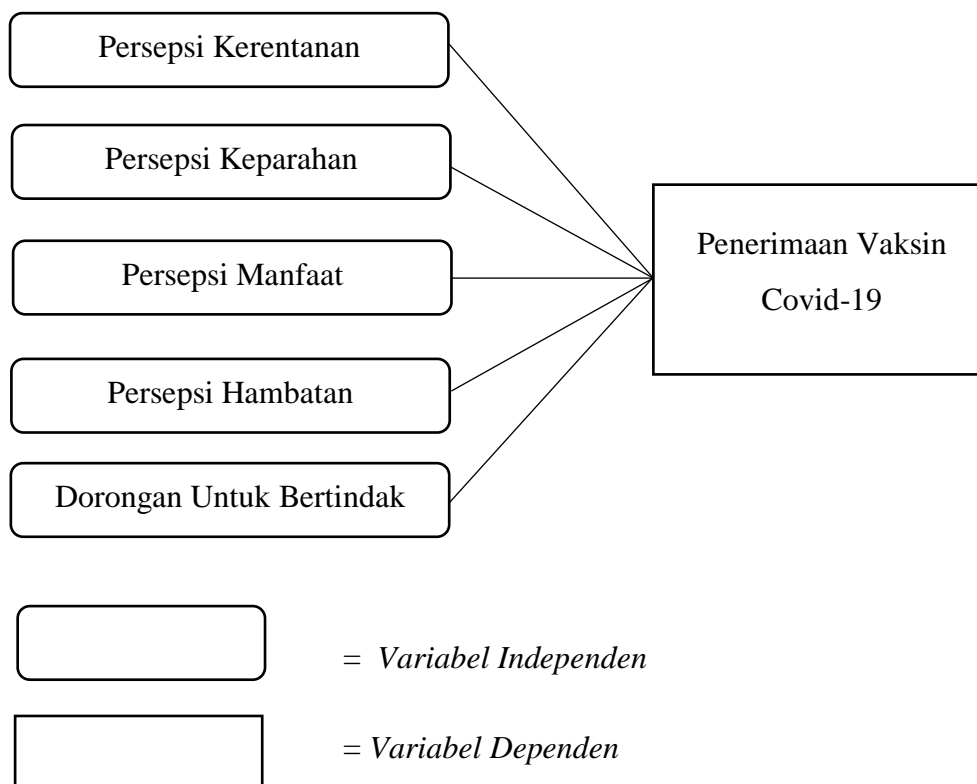 Persepsi Kerentanan
Persepsi Keparahan
Persepsi Manfaat
Persepsi Hambatan
Dorongan Untuk Bertindak
Penerimaan Vaksin
Covid-19
= Variabel Independen
= Variabel Dependen